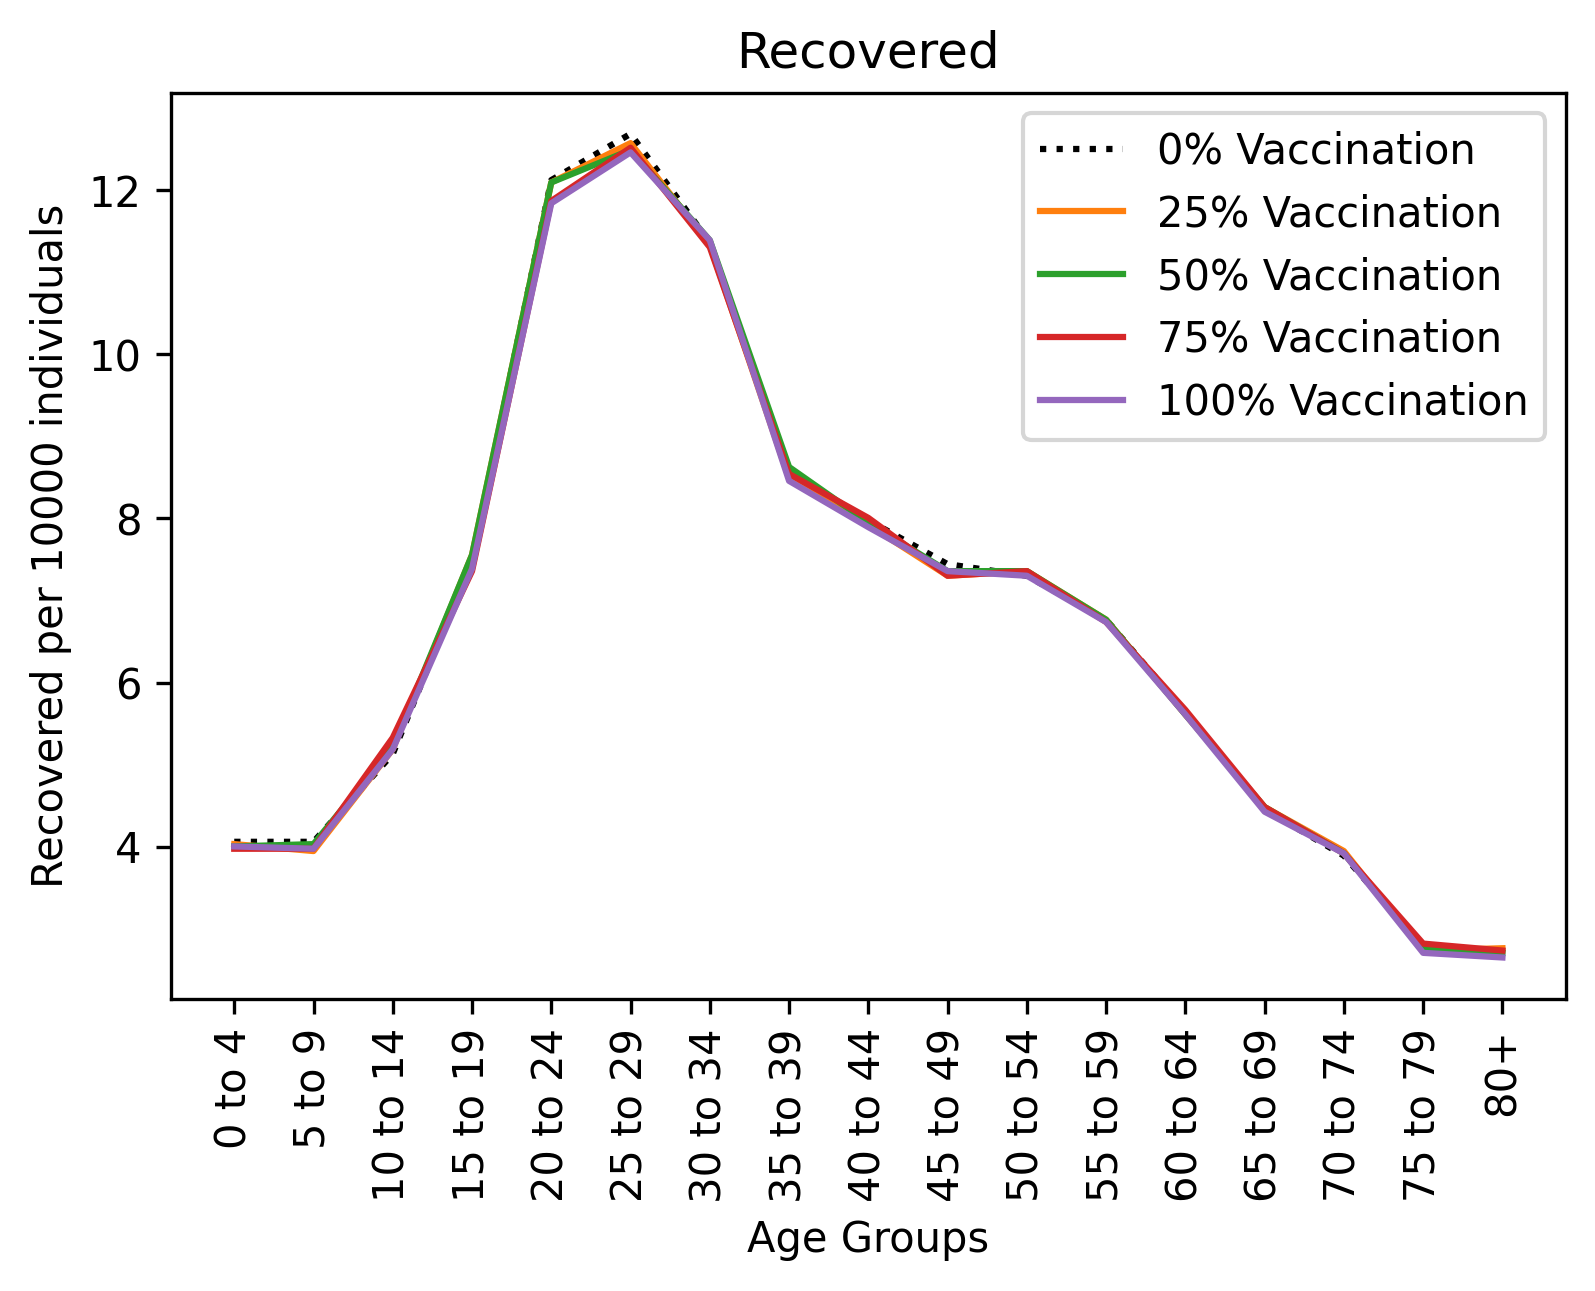 Recovered
Recovered per 10000 individuals
12
10
8
6
4
0% Vaccination
25% Vaccination
50% Vaccination
75% Vaccination
100% Vaccination
0 to 4
5 to 9
10 to 14
15 to 19
20 to 24
25 to 29
30 to 34
35 to 39
40 to 44
45 to 49
50 to 54
55 to 59
60 to 64
65 to 69
70 to 74
75 to 79
80+
Age Groups